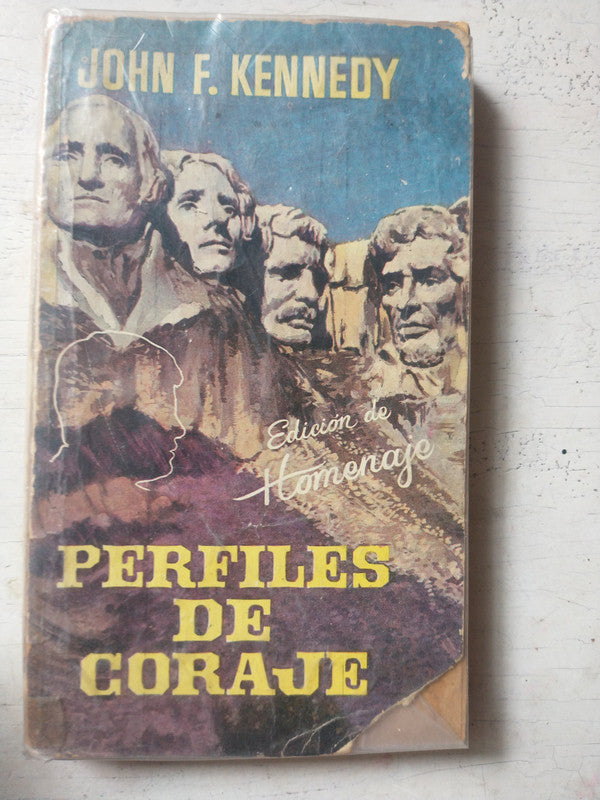 JOHN F. KENNEDY
Edición de
Homenaje
PERFILES
DE
CORAJE